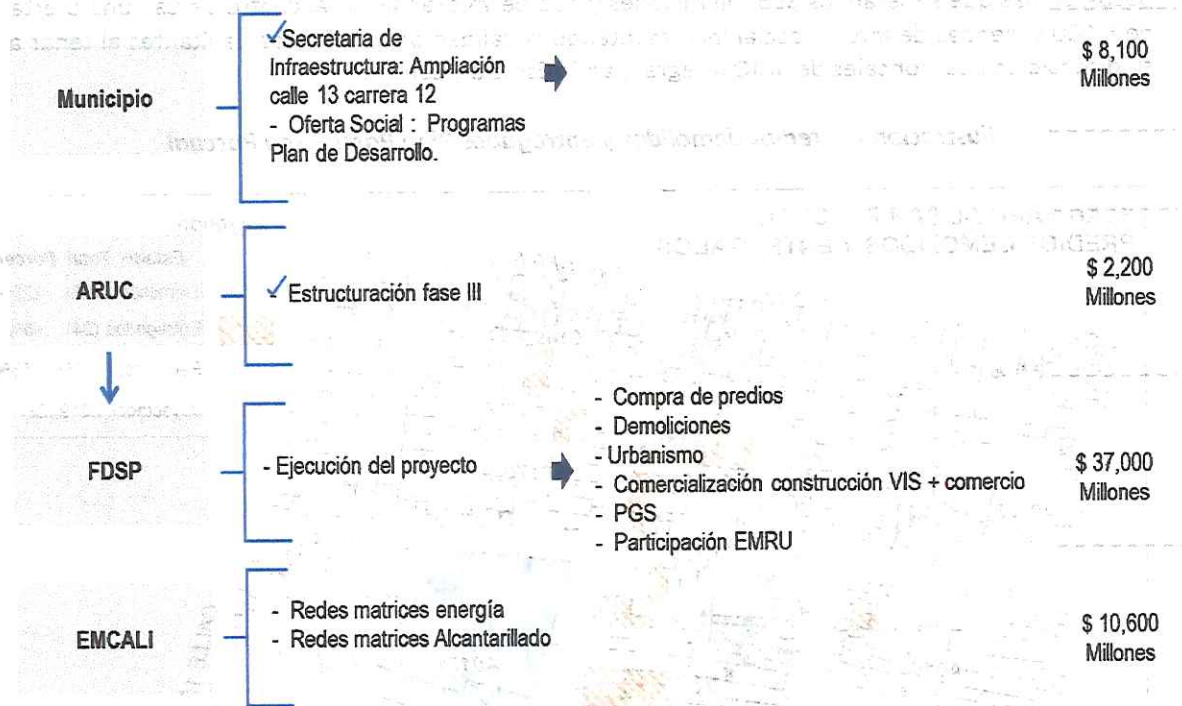 Municipio
- Secretaria de
Infraestructura: Ampliación
calle 13 carrera 12
- Oferta Social : Programas
Plan de Desarrollo.
$ 8,100
Millones
ARUC
- Estructuración fase III
$ 2,200
Millones
FDSP
- Ejecución del proyecto
- Compra de predios
- Demoliciones
- Urbanismo
- Comercialización construcción VIS + comercio
- PGS
- Participación EMRU
$ 37,000
Millones
EMCALI
- Redes matrices energía
- Redes matrices Alcantarillado
$ 10,600
Millones